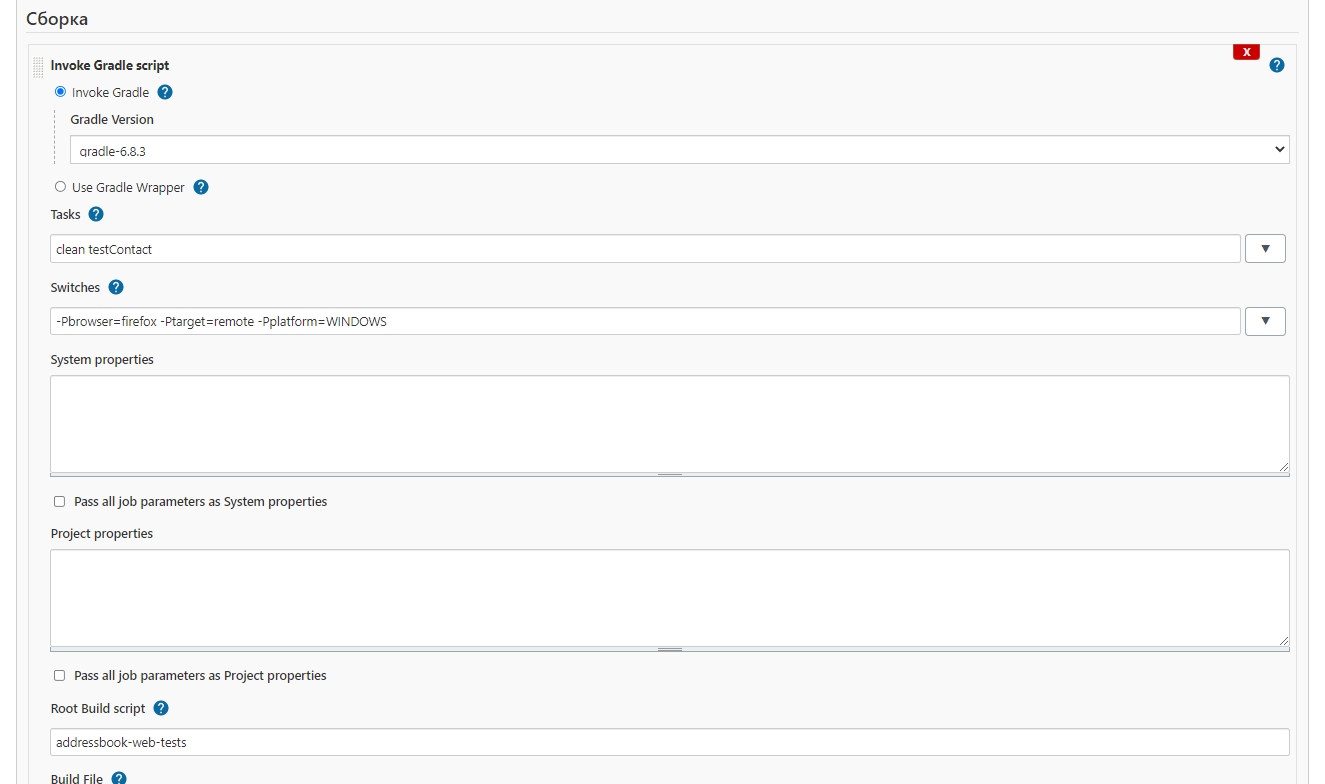 Сборка
X
Invoke Gradle script
?
Invoke Gradle ?
Gradle Version
gradle-6.8.3
Use Gradle Wrapper ?
Tasks ?
clean testContact
Switches ?
-Pbrowser=firefox -Ptarget=remote -Pplatform=WINDOWS
System properties
Pass all job parameters as System properties
Project properties
Pass all job parameters as Project properties
Root Build script ?
addressbook-web-tests
Build File ?